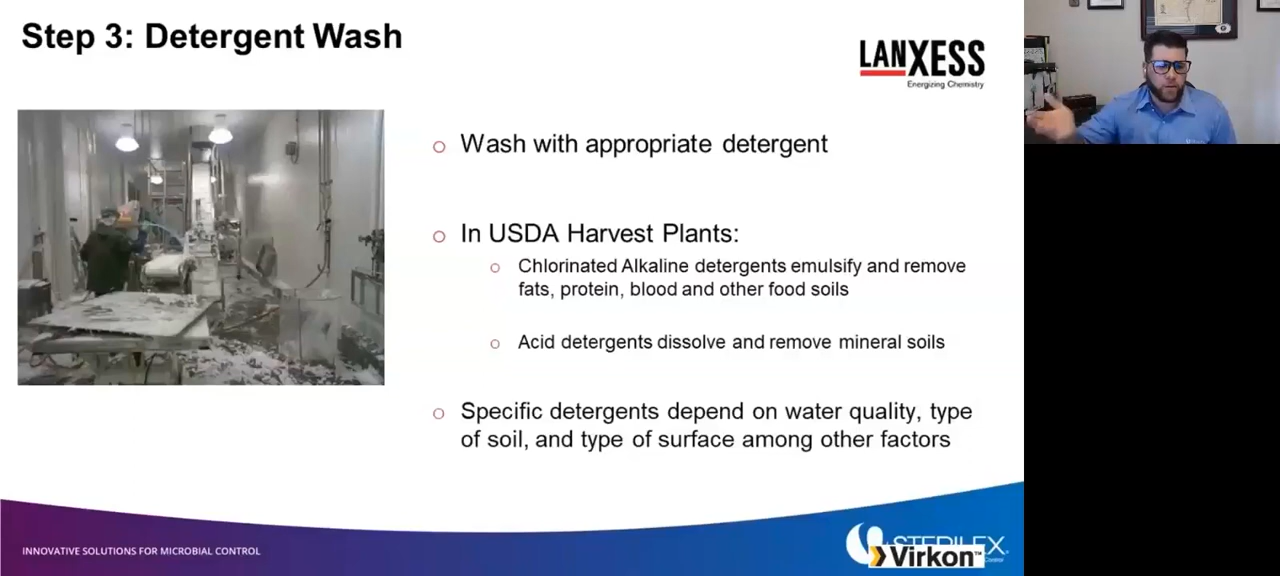 Step 3: Detergent Wash
LANXESS
Energizing Chemistry
Wash with appropriate detergent
In USDA Harvest Plants:
Chlorinated Alkaline detergents emulsify and remove
fats, protein, blood and other food soils
Acid detergents dissolve and remove mineral soils
Specific detergents depend on water quality, type
of soil, and type of surface among other factors
INNOVATIVE SOLUTIONS FOR MICROBIAL CONTROL
STERILEX
Virkon™